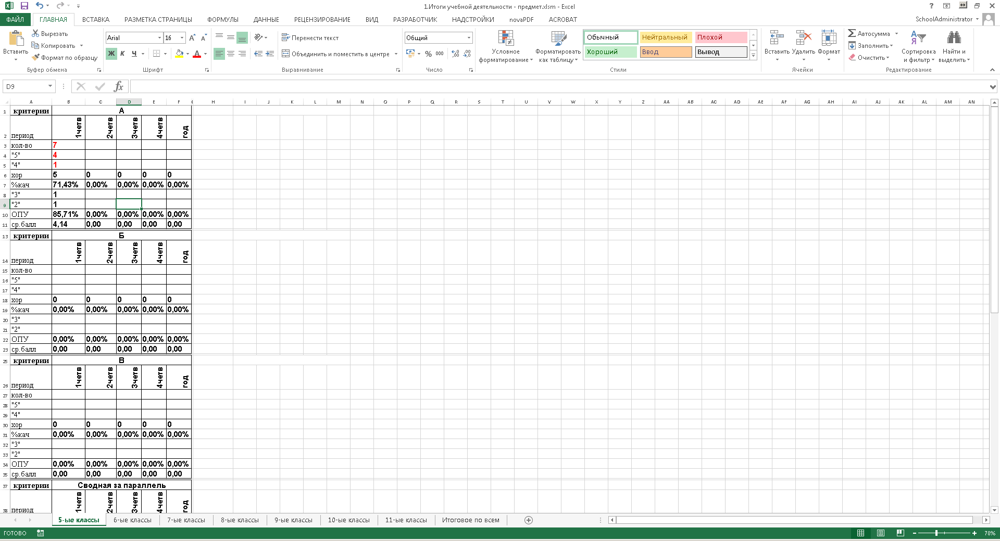 1.Итоги учебной деятельности - предмет.xlsm - Excel
ФАЙЛ ГЛАВНАЯ ВСТАВКА РАЗМЕТКА СТРАНИЦЫ ФОРМУЛЫ ДАННЫЕ РЕЦЕНЗИРОВАНИЕ ВИД РАЗРАБОТЧИК НАДСТРОЙКИ novaPDF ACROBAT SchoolAdministrator
Вставить
Вырезать
Копировать
Формат по образцу
Буфер обмена
Arial 16
Ж К Ч
Шрифт
Перенести текст
Объединить и поместить в центре
Выравнивание
Общий
% 000
Число
Условное форматирование
Форматировать как таблицу
Обычный Нейтральный Плохой
Хороший Ввод Вывод
Стили
Вставить Удалить Формат
Ячейки
Автосумма
Заполнить
Очистить
Сортировка и фильтр
Найти и выделить
Редактирование
D9 fx
A B C D E F G H I J K L M N O P Q R S T U V W X Y Z AA AB AC AD AE AF AG AH AI AJ AK AL AM AN
1 критерии А
2 период 1четв 2четв 3четв 4четв год
3 кол-во 7
4 "5" 4
5 "4" 1
6 хор 5 0 0 0 0
7 %кач 71,43% 0,00% 0,00% 0,00% 0,00%
8 "3" 1
9 "2" 1
10 ОПУ 85,71% 0,00% 0,00% 0,00% 0,00%
11 ср.балл 4,14 0,00 0,00 0,00 0,00
13 критерии Б
14 период 1четв 2четв 3четв 4четв год
15 кол-во
16 "5"
17 "4"
18 хор 0 0 0 0 0
19 %кач 0,00% 0,00% 0,00% 0,00% 0,00%
20 "3"
21 "2"
22 ОПУ 0,00% 0,00% 0,00% 0,00% 0,00%
23 ср.балл 0,00 0,00 0,00 0,00 0,00
25 критерии В
26 период 1четв 2четв 3четв 4четв год
27 кол-во
28 "5"
29 "4"
30 хор 0 0 0 0 0
31 %кач 0,00% 0,00% 0,00% 0,00% 0,00%
32 "3"
33 "2"
34 ОПУ 0,00% 0,00% 0,00% 0,00% 0,00%
35 ср.балл 0,00 0,00 0,00 0,00 0,00
37 критерии Сводная за параллель
38 период 1четв 2четв 3четв 4четв год
5-ые классы 6-ые классы 7-ые классы 8-ые классы 9-ые классы 10-ые классы 11-ые классы Итоговое по всем
ГОТОВО 70%